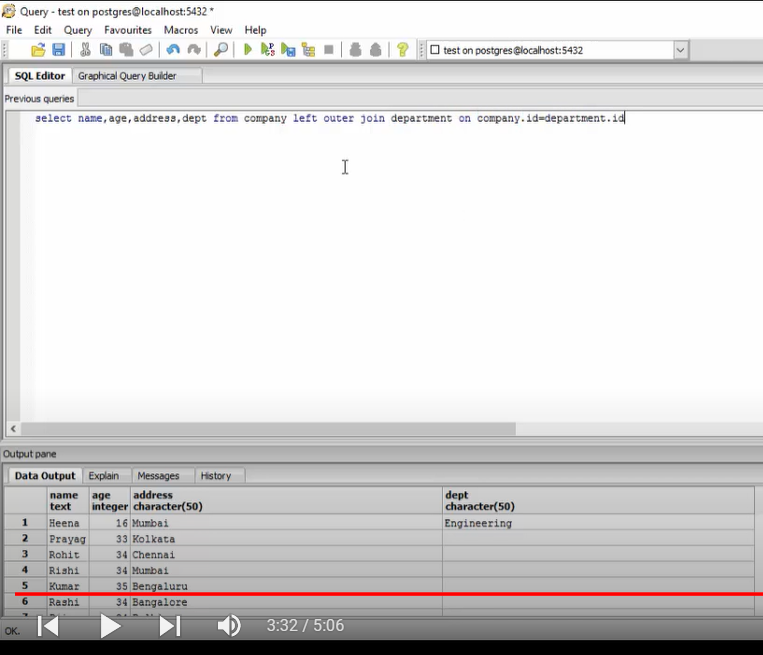 Query - test on postgres@localhost:5432 *
File Edit Query Favourites Macros View Help
test on postgres@localhost:5432
SQL Editor Graphical Query Builder
Previous queries
select name,age,address,dept from company left outer join department on company.id=department.id
Output pane
Data Output Explain Messages History
name age address dept
text integer character(50) character(50)
1 Heena 16 Mumbai Engineering
2 Prayag 33 Kolkata
3 Rohit 34 Chennai
4 Rishi 34 Mumbai
5 Kumar 35 Bengaluru
6 Rashi 34 Bangalore
OK.
3:32 / 5:06